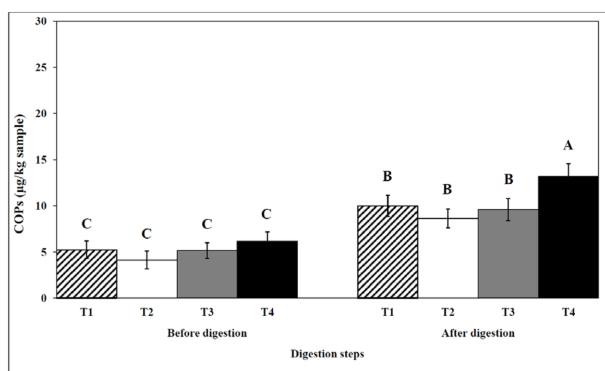 30
25
20
15
10
5
0
COPs (µg/kg sample)
C C C C B B B A
T1 T2 T3 T4 T1 T2 T3 T4
Before digestion After digestion
Digestion steps